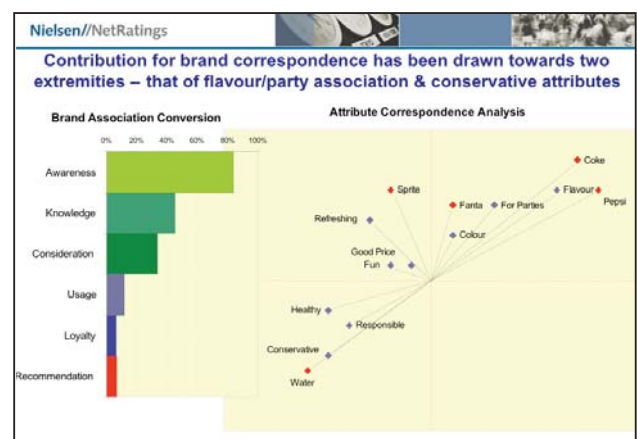 Nielsen//NetRatings
Contribution for brand correspondence has been drawn towards two
extremities – that of flavour/party association & conservative attributes
Brand Association Conversion
0% 20% 40% 60% 80% 100%
Awareness
Knowledge
Consideration
Usage
Loyalty
Recommendation
Attribute Correspondence Analysis
Coke
Sprite
Flavour
Pepsi
Fanta
For Parties
Refreshing
Colour
Good Price
Fun
Healthy
Responsible
Conservative
Water